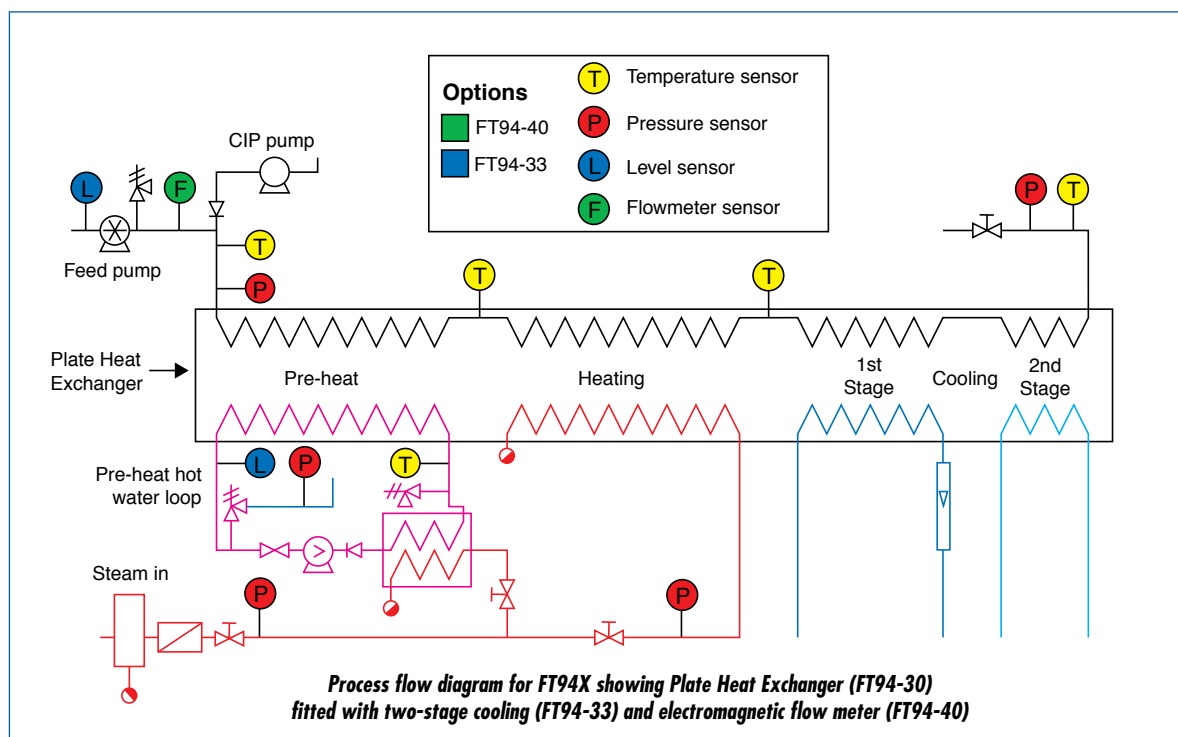 Options
FT94-40
FT94-33
T Temperature sensor
P Pressure sensor
L Level sensor
F Flowmeter sensor
CIP pump
L
F
P
T
Feed pump
T
P
T
T
Plate Heat
Exchanger
Pre-heat
Heating
1st
Stage
Cooling
2nd
Stage
Pre-heat hot
water loop
L
P
T
Steam in
P
P
Process flow diagram for FT94X showing Plate Heat Exchanger (FT94-30)
fitted with two-stage cooling (FT94-33) and electromagnetic flow meter (FT94-40)